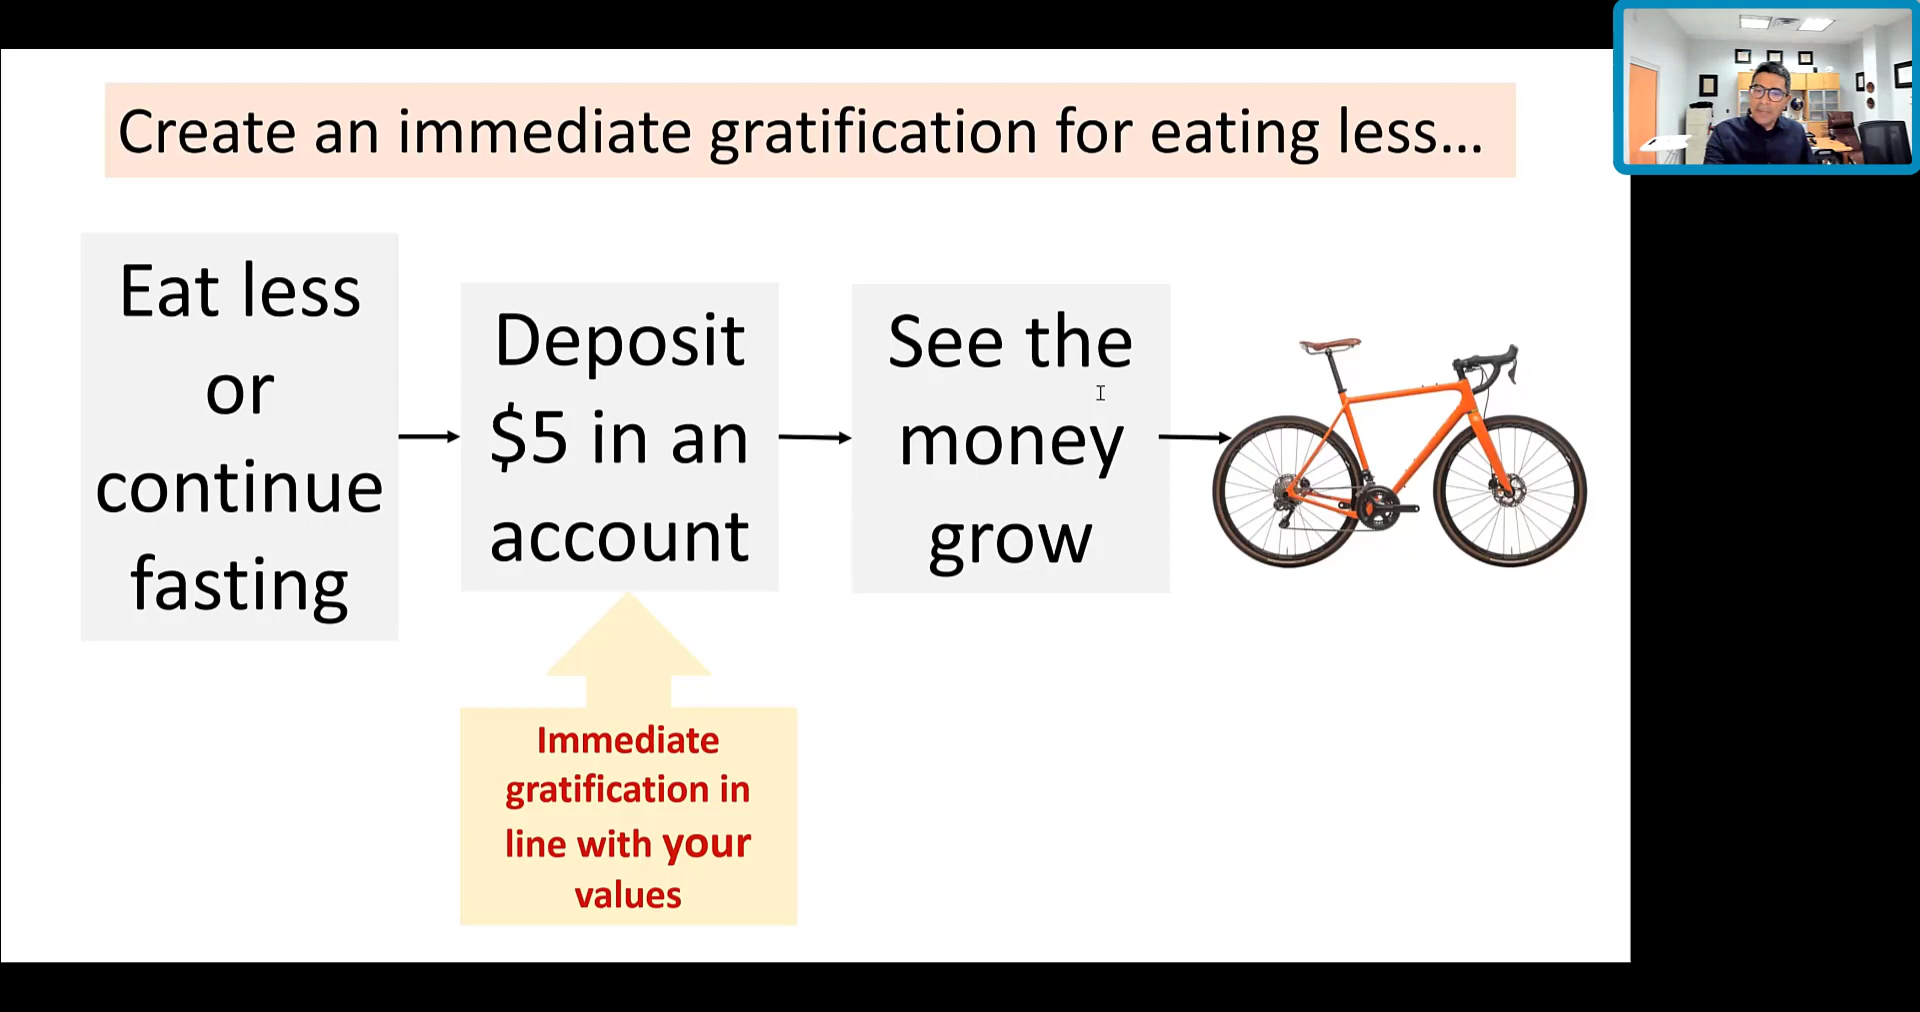 Create an immediate gratification for eating less...
Eat less
or
continue
fasting
Deposit
$5 in an
account
See the
money
grow
Immediate
gratification in
line with your
values